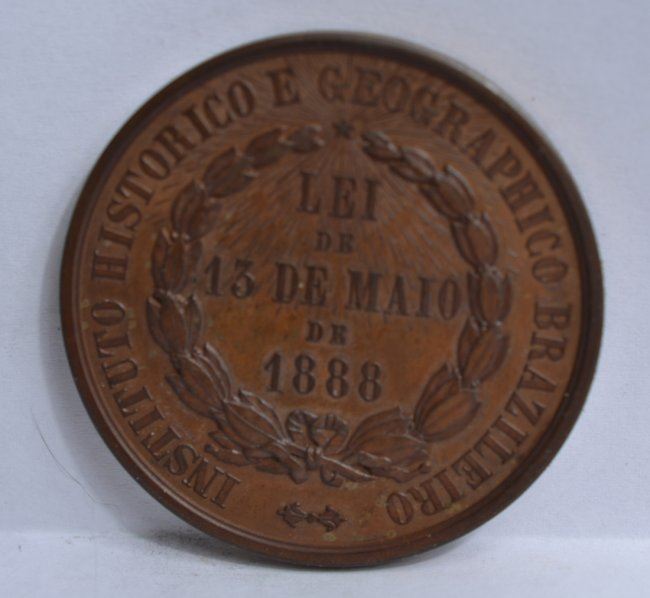 INSTITUTO HISTORICO E GEOGRAPHICO BRAZILEIRO
LEI
DE
13 DE MAIO
DE
1888